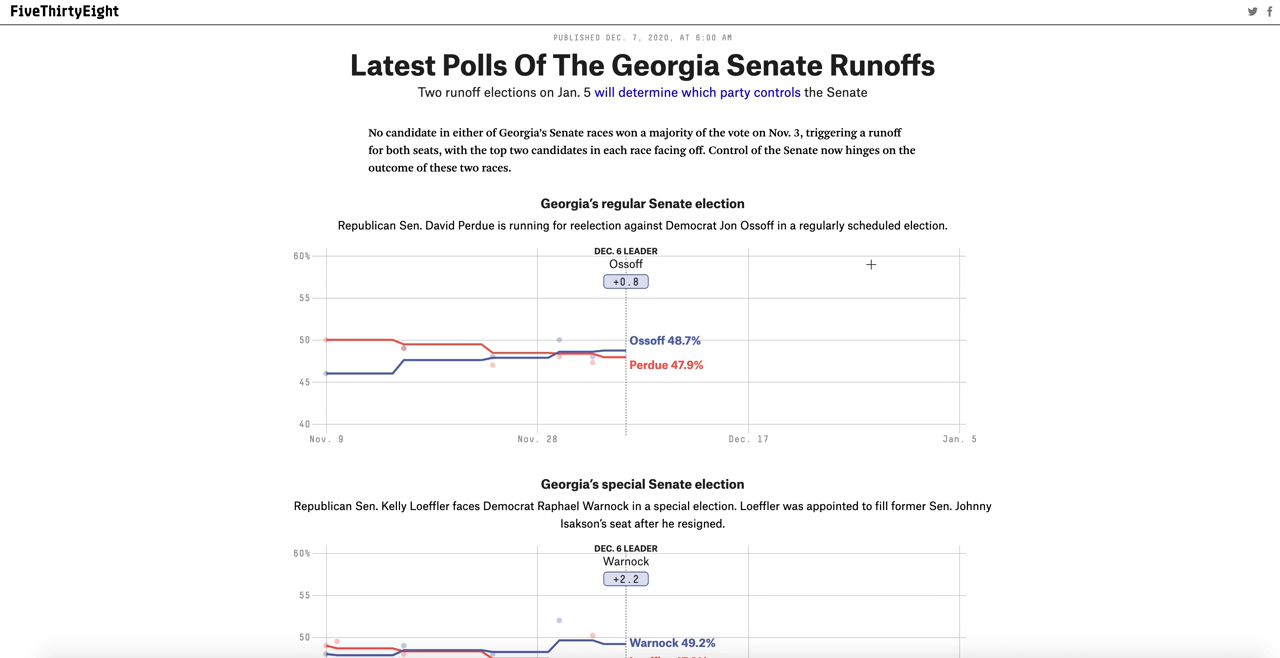 FiveThirtyEight
PUBLISHED DEC. 7, 2020, AT 6:00 AM
Latest Polls Of The Georgia Senate Runoffs
Two runoff elections on Jan. 5 will determine which party controls the Senate
No candidate in either of Georgia's Senate races won a majority of the vote on Nov. 3, triggering a runoff
for both seats, with the top two candidates in each race facing off. Control of the Senate now hinges on the
outcome of these two races.
Georgia's regular Senate election
Republican Sen. David Perdue is running for reelection against Democrat Jon Ossoff in a regularly scheduled election.
DEC. 6 LEADER
60%
Ossoff
+0.8
55
50
Ossoff 48.7%
Perdue 47.9%
45
40
Nov. 9
Nov. 28
Dec. 17
Jan. 5
Georgia's special Senate election
Republican Sen. Kelly Loeffler faces Democrat Raphael Warnock in a special election. Loeffler was appointed to fill former Sen. Johnny
Isakson's seat after he resigned.
DEC. 6 LEADER
60%
Warnock
+2.2
55
50
Warnock 49.2%